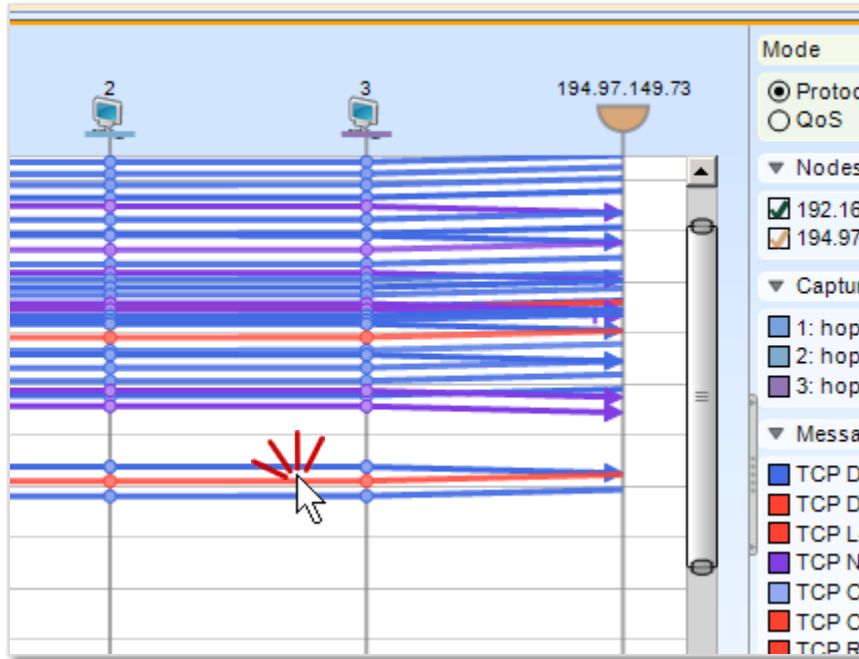 2
3
194.97.149.73
Mode
Protoc
QoS
Nodes
192.16
194.97
Captur
1: hop
2: hop
3: hop
Messa
TCP D
TCP D
TCP L
TCP N
TCP O
TCP C
TCP R